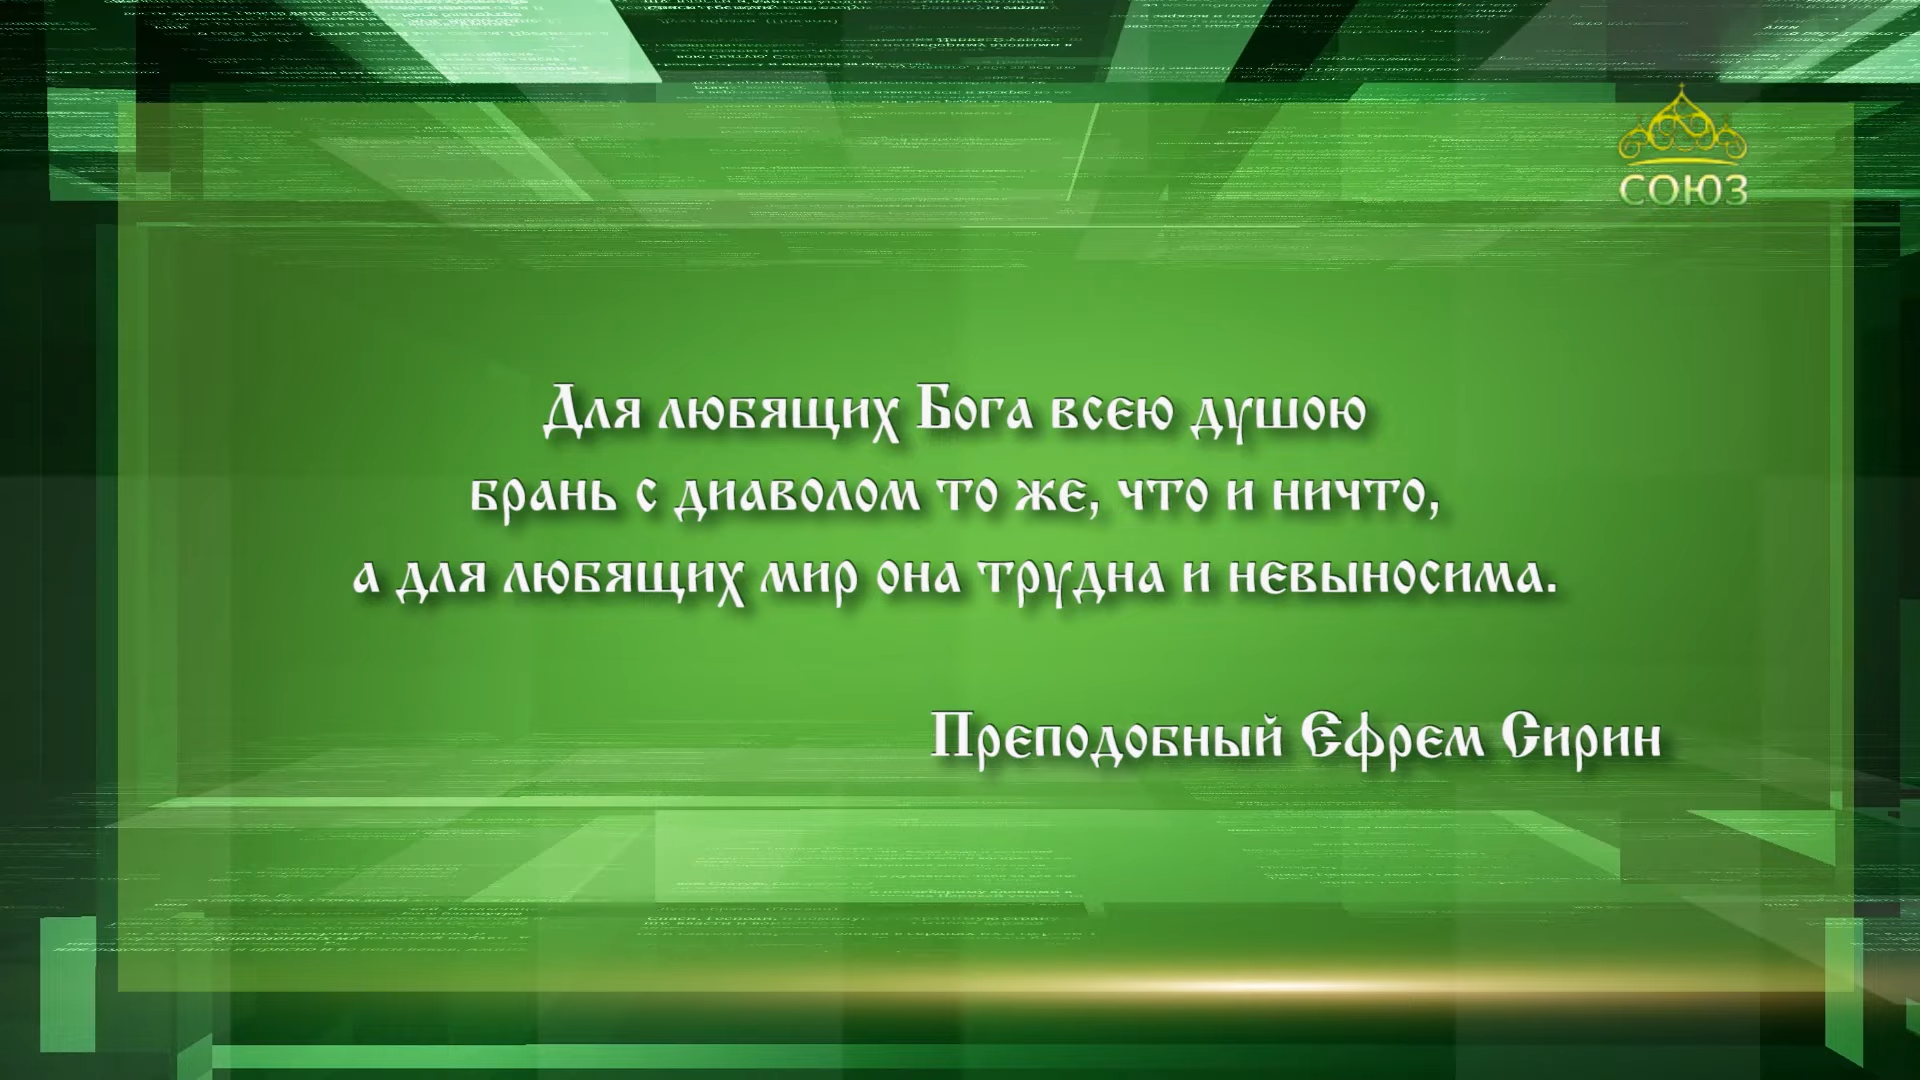 СОЮЗ
Для любящих Бога всею душою
брань с диаволом то же, что и ничто,
а для любящих мир она трудна и невыносима.
Преподобный Ефрем Сирин